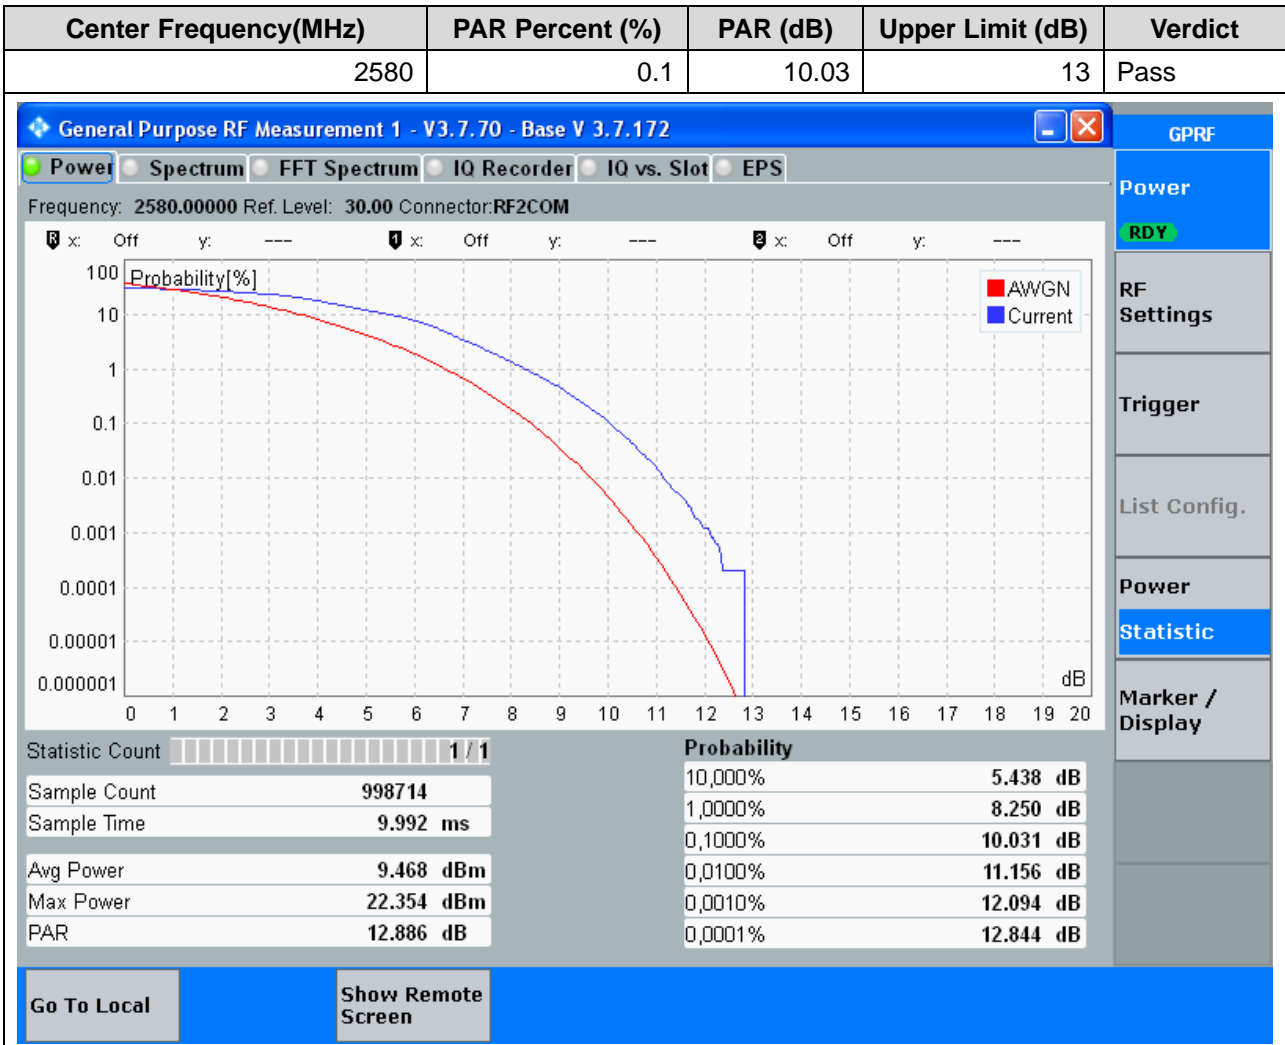 Center Frequency(MHz) PAR Percent (%) PAR (dB) Upper Limit (dB) Verdict
2580 0.1 10.03 13 Pass
General Purpose RF Measurement 1 - V3.7.70 - Base V 3.7.172
GPRF
Power Spectrum FFT Spectrum IQ Recorder IQ vs. Slot EPS
Frequency: 2580.00000 Ref. Level: 30.00 Connector:RF2COM
R x: Off y: --- 1 x: Off y: --- 2 x: Off y: ---
Probability[%]
AWGN
Current
100
10
1
0.1
0.01
0.001
0.0001
0.00001
0.000001
dB
0 1 2 3 4 5 6 7 8 9 10 11 12 13 14 15 16 17 18 19 20
Statistic Count 1 / 1
Sample Count 998714
Sample Time 9.992 ms
Avg Power 9.468 dBm
Max Power 22.354 dBm
PAR 12.886 dB
Probability
10,000% 5.438 dB
1,0000% 8.250 dB
0,1000% 10.031 dB
0,0100% 11.156 dB
0,0010% 12.094 dB
0,0001% 12.844 dB
Power
RDY
RF
Settings
Trigger
List Config.
Power
Statistic
Marker /
Display
Go To Local
Show Remote
Screen